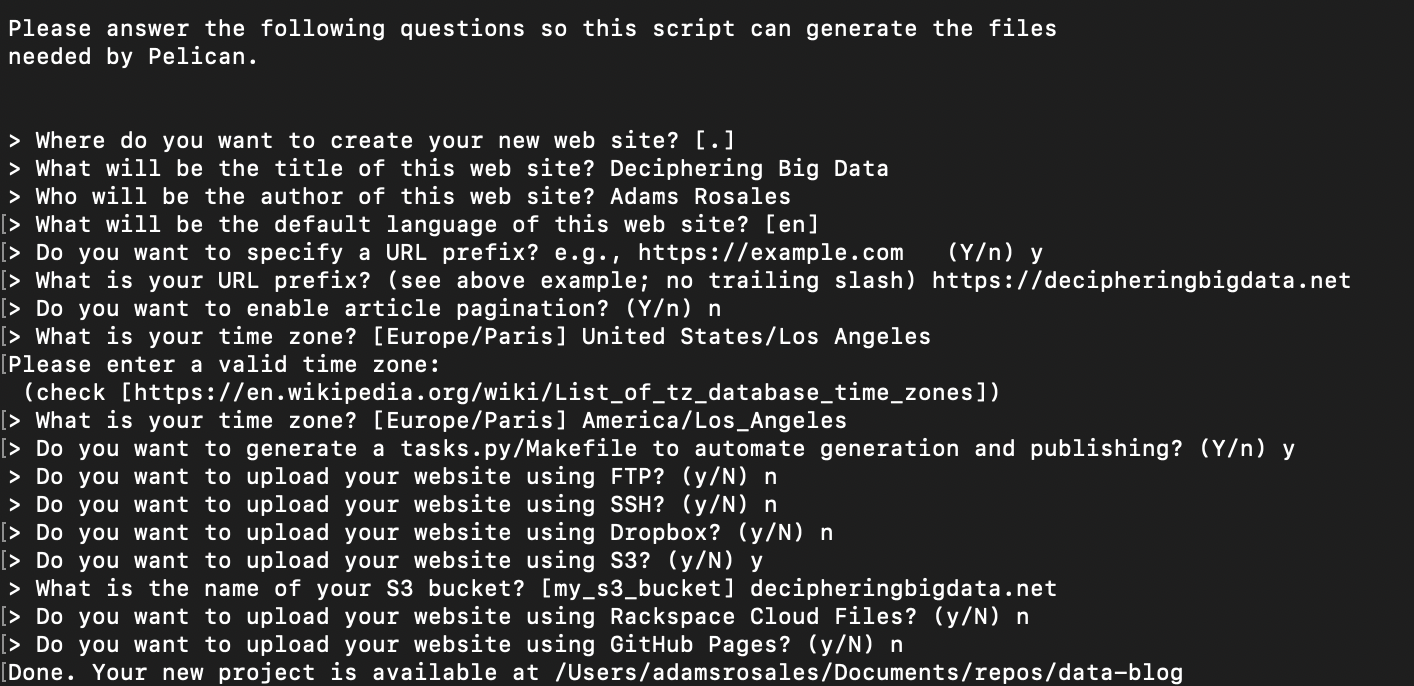 Please answer the following questions so this script can generate the files
needed by Pelican.
> Where do you want to create your new web site? [.]
> What will be the title of this web site? Deciphering Big Data
> Who will be the author of this web site? Adams Rosales
[> What will be the default language of this web site? [en]
[> Do you want to specify a URL prefix? e.g., https://example.com   (Y/n) y
[> What is your URL prefix? (see above example; no trailing slash) https://decipheringbigdata.net
[> Do you want to enable article pagination? (Y/n) n
[> What is your time zone? [Europe/Paris] United States/Los Angeles
[Please enter a valid time zone:
 (check [https://en.wikipedia.org/wiki/List_of_tz_database_time_zones])
[> What is your time zone? [Europe/Paris] America/Los_Angeles
[> Do you want to generate a tasks.py/Makefile to automate generation and publishing? (Y/n) y
> Do you want to upload your website using FTP? (y/N) n
> Do you want to upload your website using SSH? (y/N) n
[> Do you want to upload your website using Dropbox? (y/N) n
[> Do you want to upload your website using S3? (y/N) y
> What is the name of your S3 bucket? [my_s3_bucket] decipheringbigdata.net
[> Do you want to upload your website using Rackspace Cloud Files? (y/N) n
[> Do you want to upload your website using GitHub Pages? (y/N) n
[Done. Your new project is available at /Users/adamsrosales/Documents/repos/data-blog